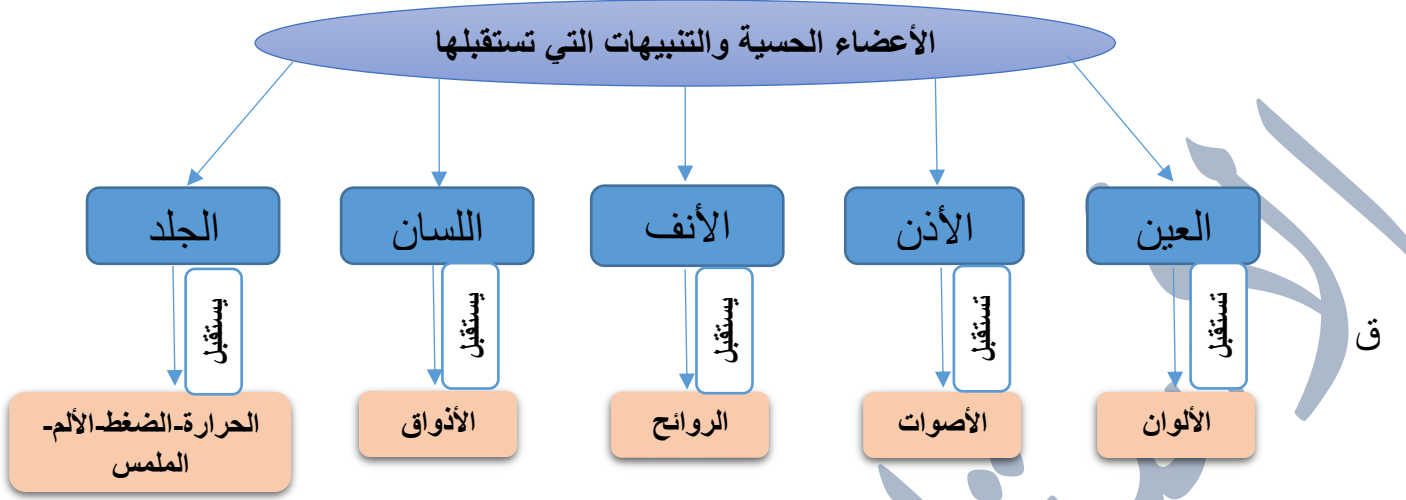 الأعضاء الحسية والتنبيهات التي تستقبلها
العين
الأذن
الأنف
اللسان
الجلد
تستقبل
تستقبل
يستقبل
يستقبل
يستقبل
ق
الألوان
الأصوات
الروائح
الأذواق
الحرارة-الضغط-الألم-
الملمس